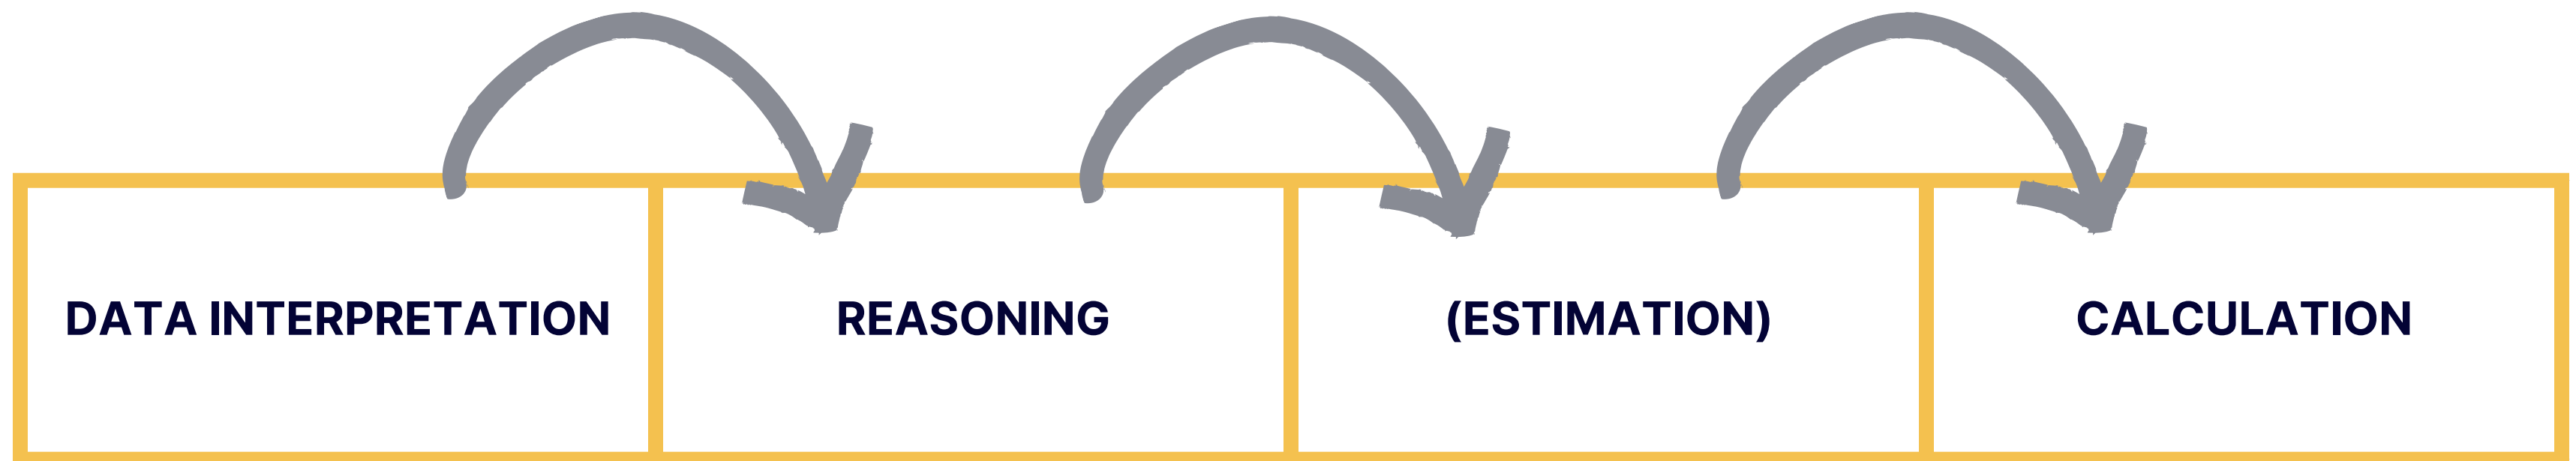 DATA INTERPRETATION
REASONING
(ESTIMATION)
CALCULATION